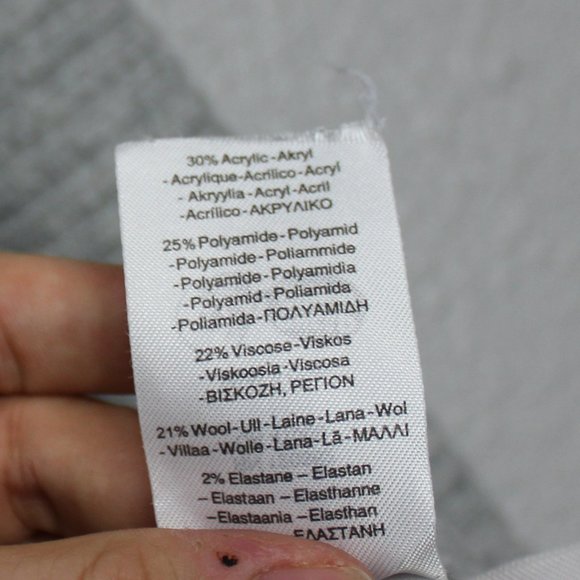 30% Acrylic-Akryl
-Acrylique-Acrilico-Acryl
- Akryylia-Acryl-Acril
-Acrílico-ΑΚΡΥΛΙΚΟ
25% Polyamide-Polyamid
-Polyamide-Poliammide
-Polyamide-Polyamidia
-Polyamid-Poliamida
-Poliamida-ΠΟΛΥΑΜΙΔΗ
22% Viscose-Viskos
-Viskoosia-Viscosa
-ΒΙΣΚΟΖΗ, ΡΕΓΙΟΝ
21% Wool-Ull-Laine-Lana-Wol
-Villaa-Wolle-Lana-Lã-ΜΑΛΛΙ
2% Elastane – Elastan
– Elastaan – Elasthanne
–Elastaania –Elasthan
ΕΛΑΣΤΑΝΗ